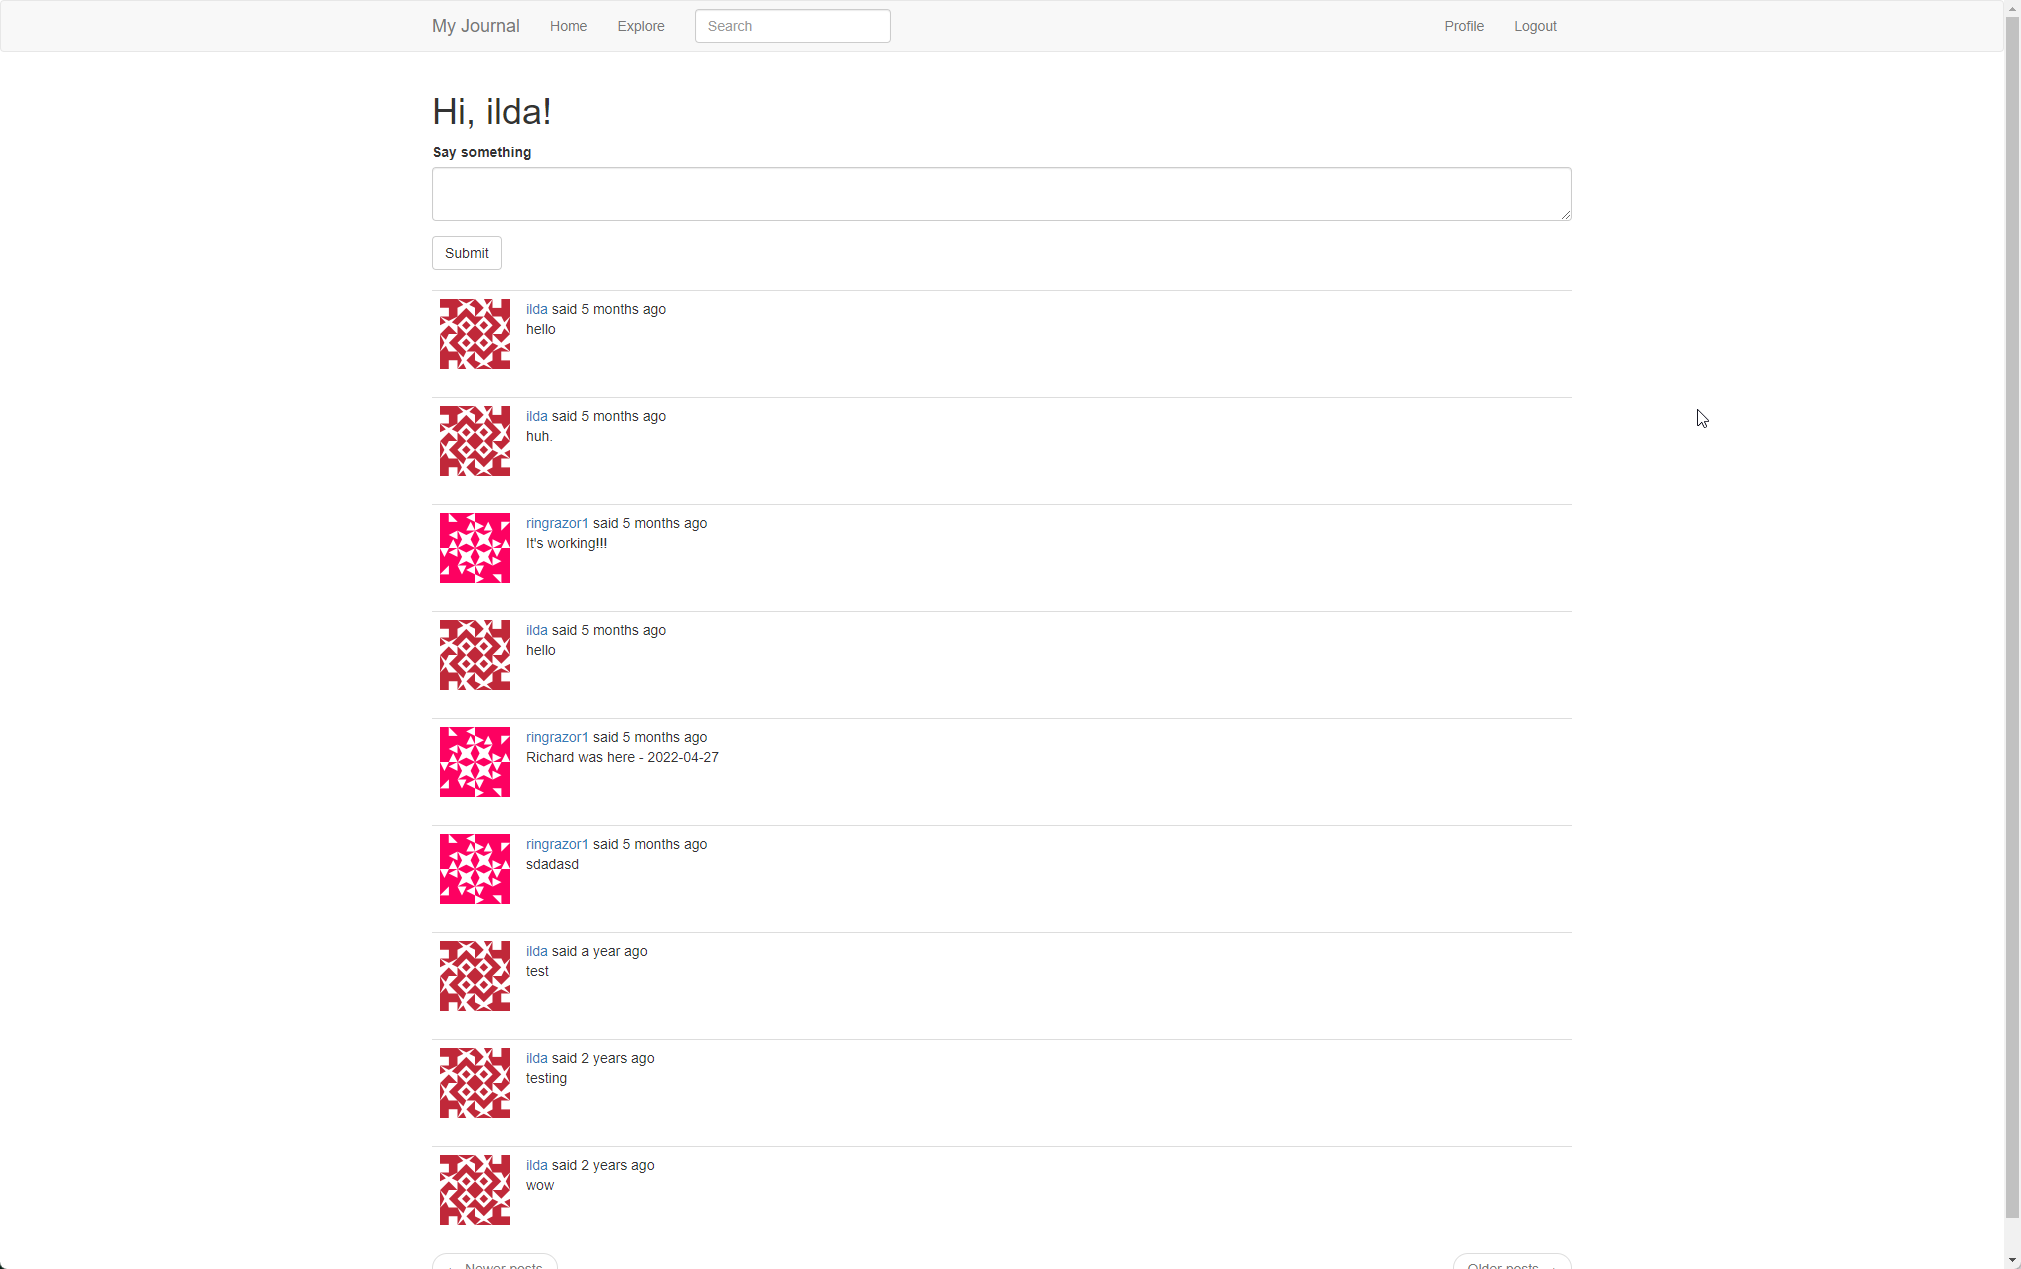 My Journal Home Explore Search Profile Logout
Hi, ilda!
Say something
Submit
ilda said 5 months ago
hello
ilda said 5 months ago
huh.
ringrazor1 said 5 months ago
It's working!!!
ilda said 5 months ago
hello
ringrazor1 said 5 months ago
Richard was here - 2022-04-27
ringrazor1 said 5 months ago
sdadasd
ilda said a year ago
test
ilda said 2 years ago
testing
ilda said 2 years ago
wow
← Newer posts Older posts →